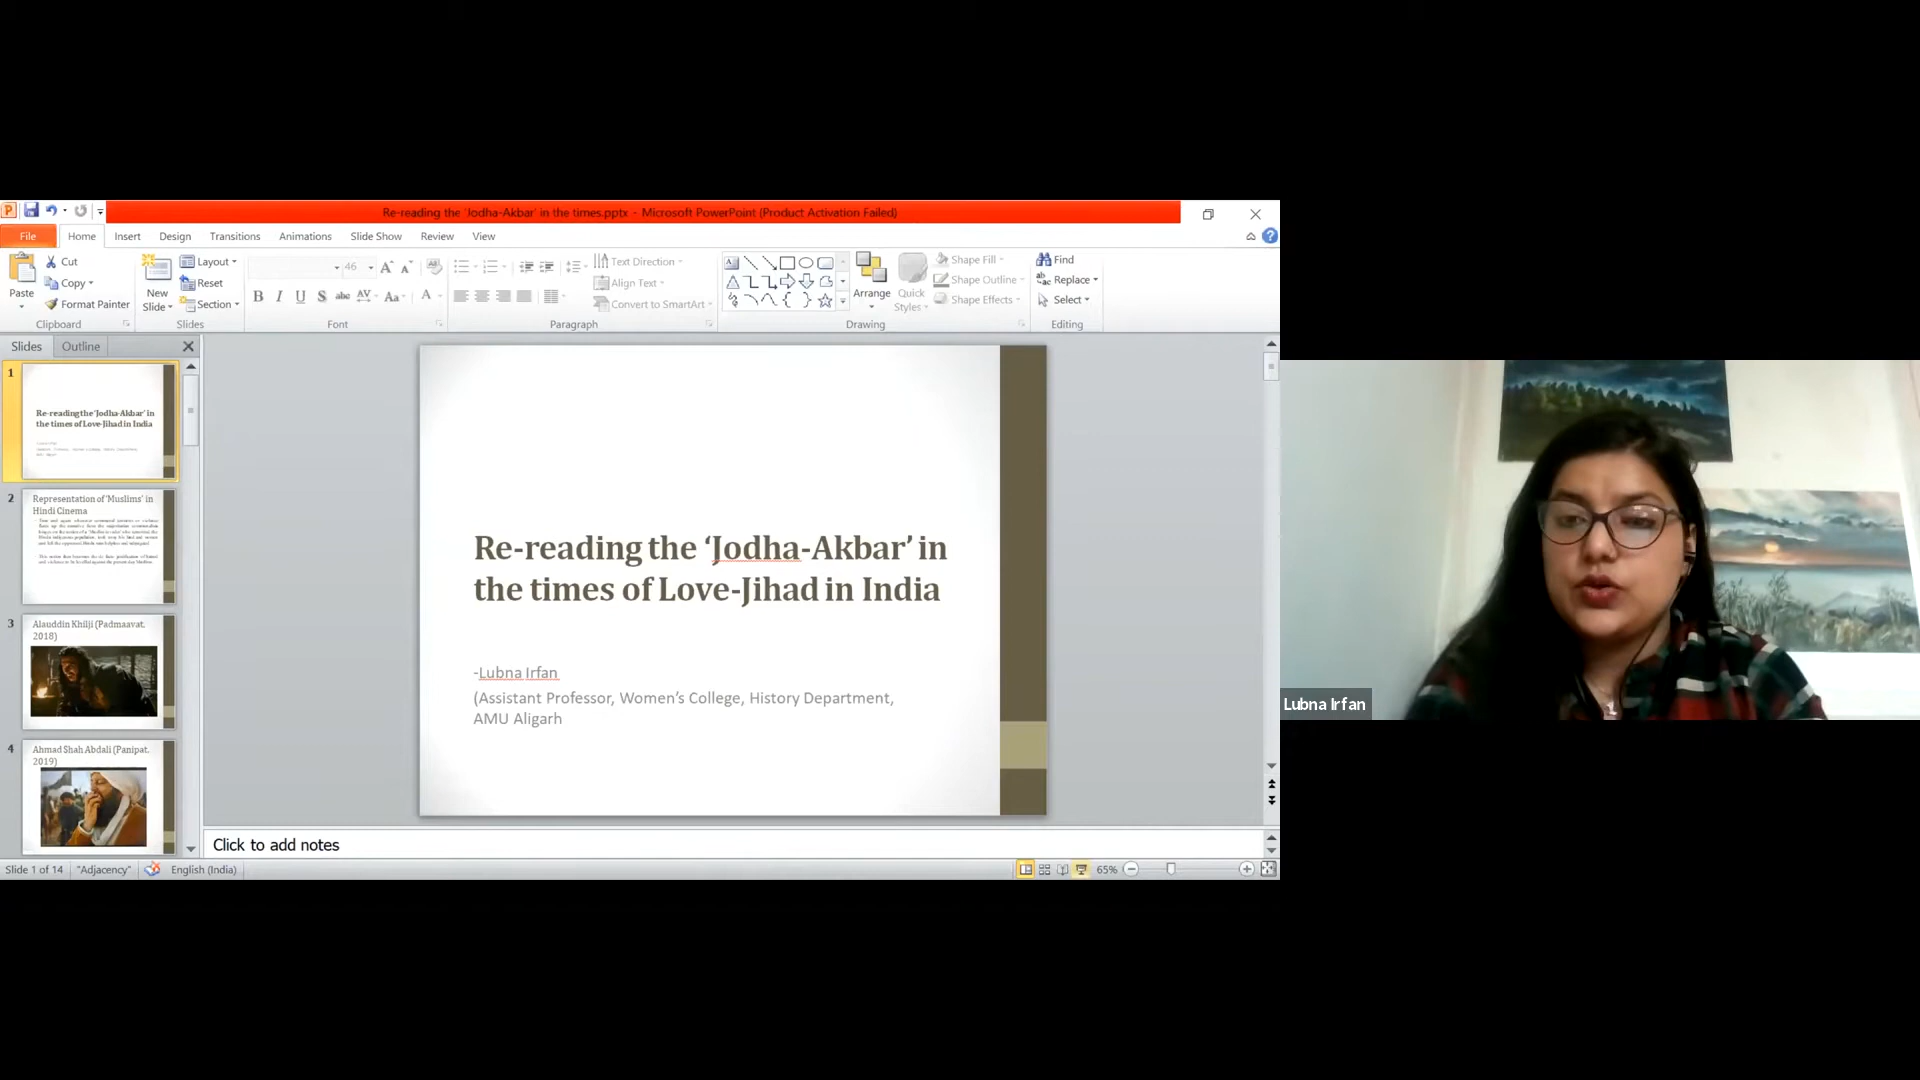 Re-reading the 'Jodha-Akbar' in the times.pptx - Microsoft PowerPoint (Product Activation Failed)
File Home Insert Design Transitions Animations Slide Show Review View
Cut
Copy
Format Painter
Paste
Clipboard
New
Slide
Layout
Reset
Section
Slides
46
Font
Text Direction
Align Text
Convert to SmartArt
Paragraph
Arrange
Quick
Styles
Shape Fill
Shape Outline
Shape Effects
Drawing
Find
Replace
Select
Editing
Slides Outline
1
Re-reading the 'Jodha-Akbar' in
the times of Love-Jihad in India
2
Representation of 'Muslims' in
Hindi Cinema
3
Alauddin Khilji (Padmaavat,
2018)
4
Ahmad Shah Abdali (Panipat,
2019)
Re-reading the ‘Jodha-Akbar’ in
the times of Love-Jihad in India
-Lubna Irfan
(Assistant Professor, Women’s College, History Department,
AMU Aligarh
Click to add notes
Slide 1 of 14 "Adjacency" English (India) 65%
Lubna Irfan